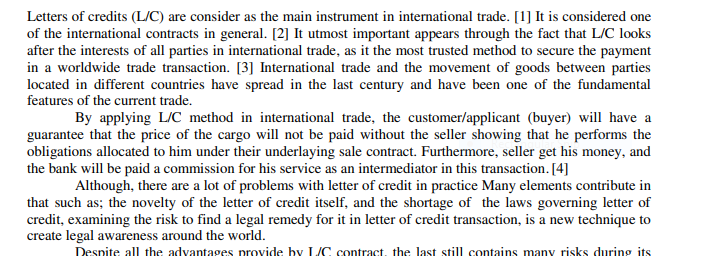 Letters of credits (L/C) are consider as the main instrument in international trade. [1] It is considered one
of the international contracts in general. [2] It utmost important appears through the fact that L/C looks
after the interests of all parties in international trade, as it the most trusted method to secure the payment
in a worldwide trade transaction. [3] International trade and the movement of goods between parties
located in different countries have spread in the last century and have been one of the fundamental
features of the current trade.
By applying L/C method in international trade, the customer/applicant (buyer) will have a
guarantee that the price of the cargo will not be paid without the seller showing that he performs the
obligations allocated to him under their underlaying sale contract. Furthermore, seller get his money, and
the bank will be paid a commission for his service as an intermediator in this transaction. [4]
Although, there are a lot of problems with letter of credit in practice Many elements contribute in
that such as; the novelty of the letter of credit itself, and the shortage of the laws governing letter of
credit, examining the risk to find a legal remedy for it in letter of credit transaction, is a new technique to
create legal awareness around the world.
Despite all the advantages provide by L/C contract, the last still contains many risks during its